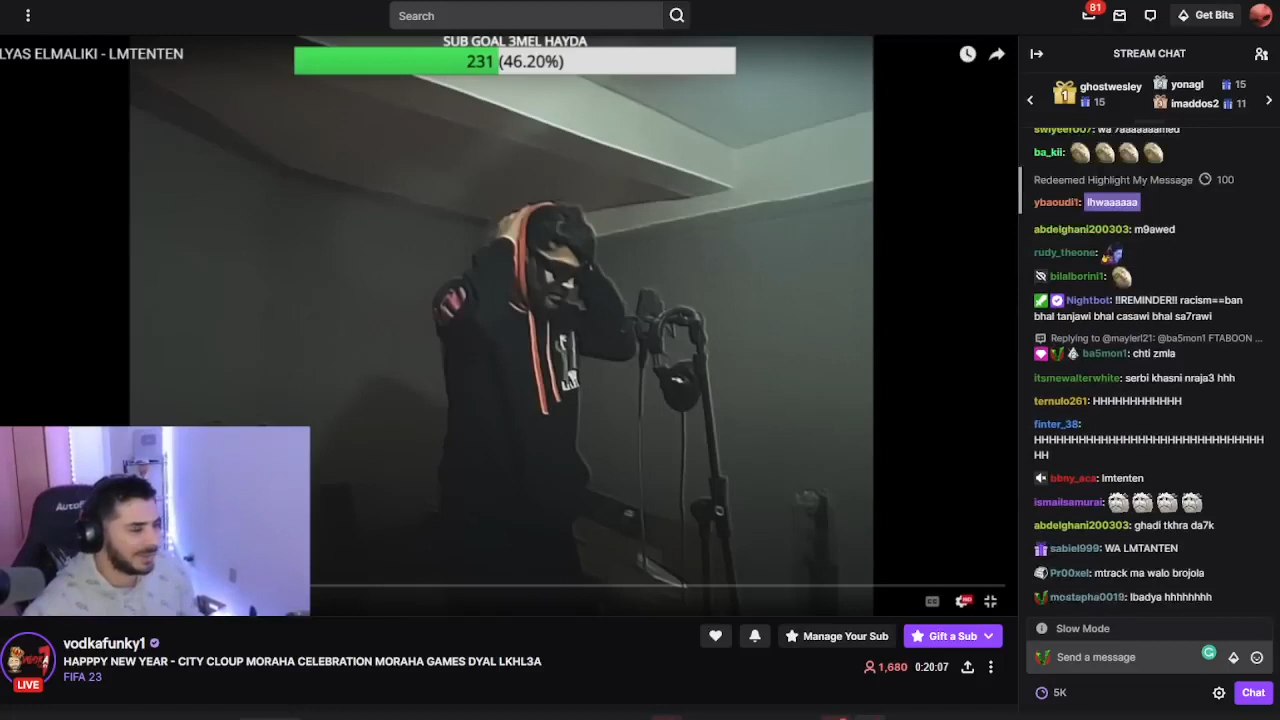 Search
81
Get Bits
LYAS ELMALIKI - LMTENTEN
SUB GOAL 3MEL HAYDA
231 (46.20%)
STREAM CHAT
ghostwesley
15
yonagl 15
imaddos2 11
swiyeer007: wa 7aaaaaaamed
ba_kii:
Redeemed Highlight My Message 100
ybaoudi1: lhwaaaaaa
abdelghani200303: m9awed
rudy_theone:
bilalborini1:
Nightbot: !!REMINDER!! racism==ban
bhal tanjawi bhal casawi bhal sa7rawi
Replying to @maylerl21: @ba5mon1 FTABOON ...
ba5mon1: chti zmla
itsmewalterwhite: serbi khasni nraja3 hhh
ternulo261: HHHHHHHHHHHH
finter_38:
HHHHHHHHHHHHHHHHHHHHHHHHHHHHHHH
HH
bbny_aca: lmtenten
ismailsamurai:
abdelghani200303: ghadi tkhra da7k
sabiel999: WA LMTANTEN
Pr00xel: mtrack ma walo brojola
mostapha0019: lbadya hhhhhhhh
Slow Mode
Send a message
5K
Chat
vodkafunky1
HAPPPY NEW YEAR - CITY CLOUP MORAHA CELEBRATION MORAHA GAMES DYAL LKHL3A
FIFA 23
LIVE
Manage Your Sub
Gift a Sub
1,680
0:20:07